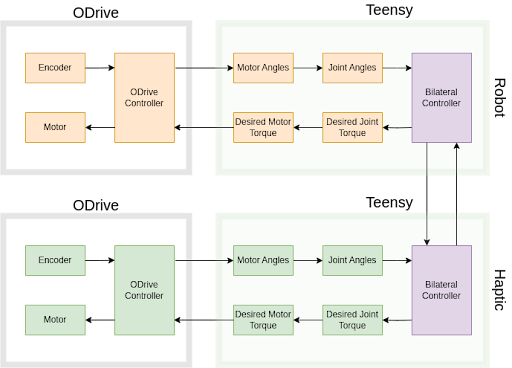 ODrive
Teensy
Encoder
ODrive
Controller
Motor Angles
Joint Angles
Bilateral
Controller
Motor
Desired Motor
Torque
Desired Joint
Torque
Robot
ODrive
Teensy
Encoder
ODrive
Controller
Motor Angles
Joint Angles
Bilateral
Controller
Motor
Desired Motor
Torque
Desired Joint
Torque
Haptic